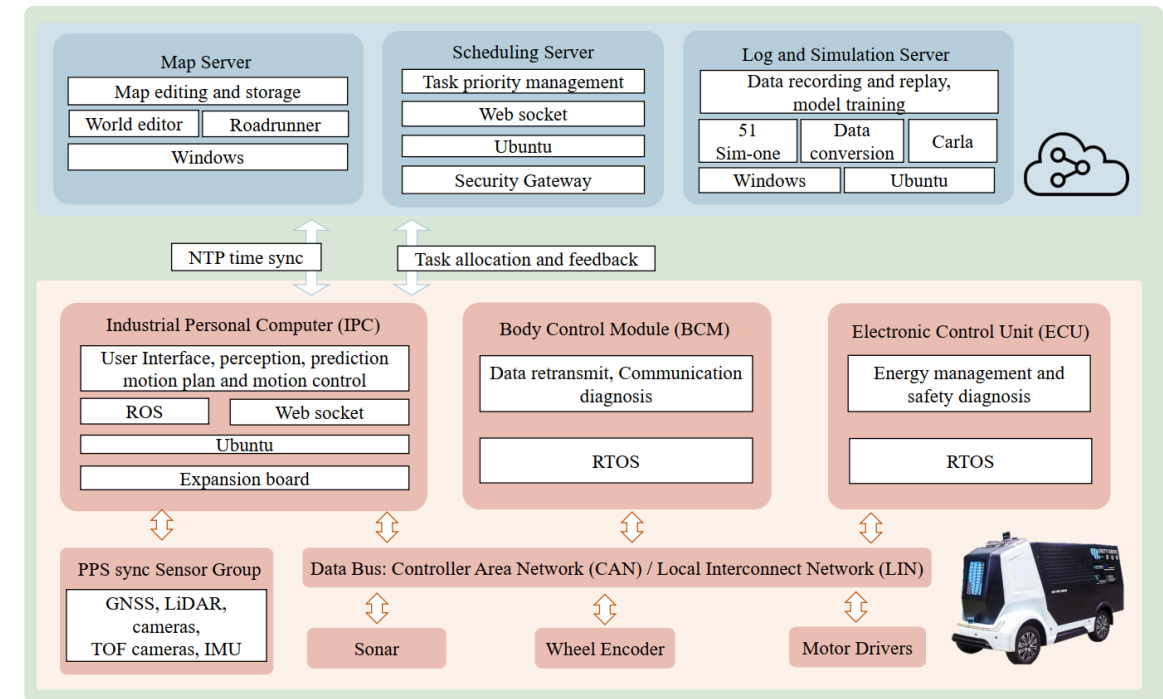 Map Server
Map editing and storage
World editor
Roadrunner
Windows
Scheduling Server
Task priority management
Web socket
Ubuntu
Security Gateway
Log and Simulation Server
Data recording and replay,
model training
51
Sim-one
Data
conversion
Carla
Windows
Ubuntu
NTP time sync
Task allocation and feedback
Industrial Personal Computer (IPC)
User Interface, perception, prediction
motion plan and motion control
ROS
Web socket
Ubuntu
Expansion board
Body Control Module (BCM)
Data retransmit, Communication
diagnosis
RTOS
Electronic Control Unit (ECU)
Energy management and
safety diagnosis
RTOS
PPS sync Sensor Group
GNSS, LiDAR,
cameras,
TOF cameras, IMU
Data Bus: Controller Area Network (CAN) / Local Interconnect Network (LIN)
Sonar
Wheel Encoder
Motor Drivers